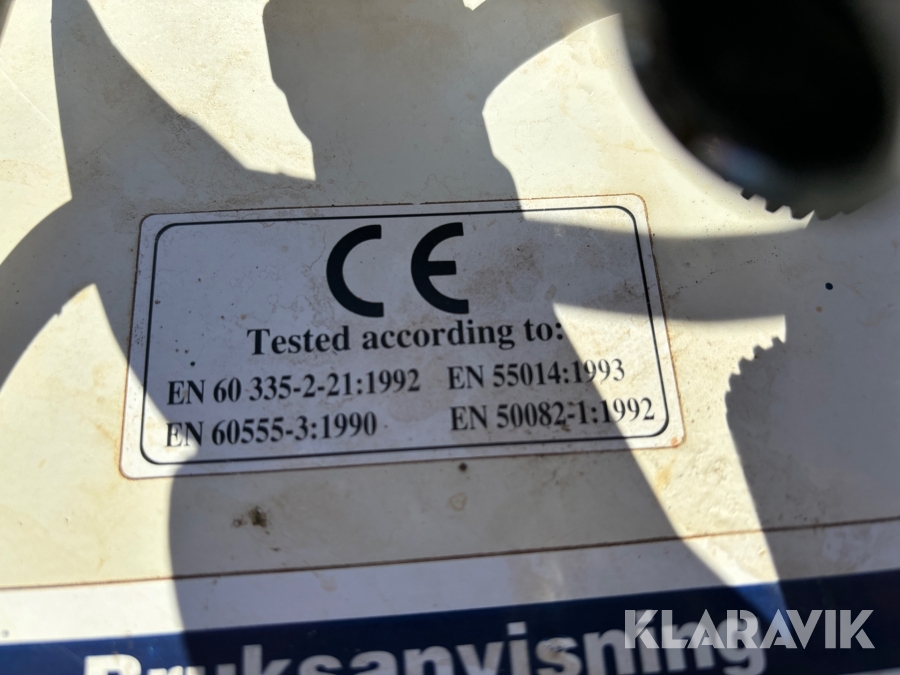 CE
Tested according to:
EN 60 335-2-21:1992 EN 55014:1993
EN 60555-3:1990 EN 50082-1:1992
Bruksanvisning
KLARAVIK